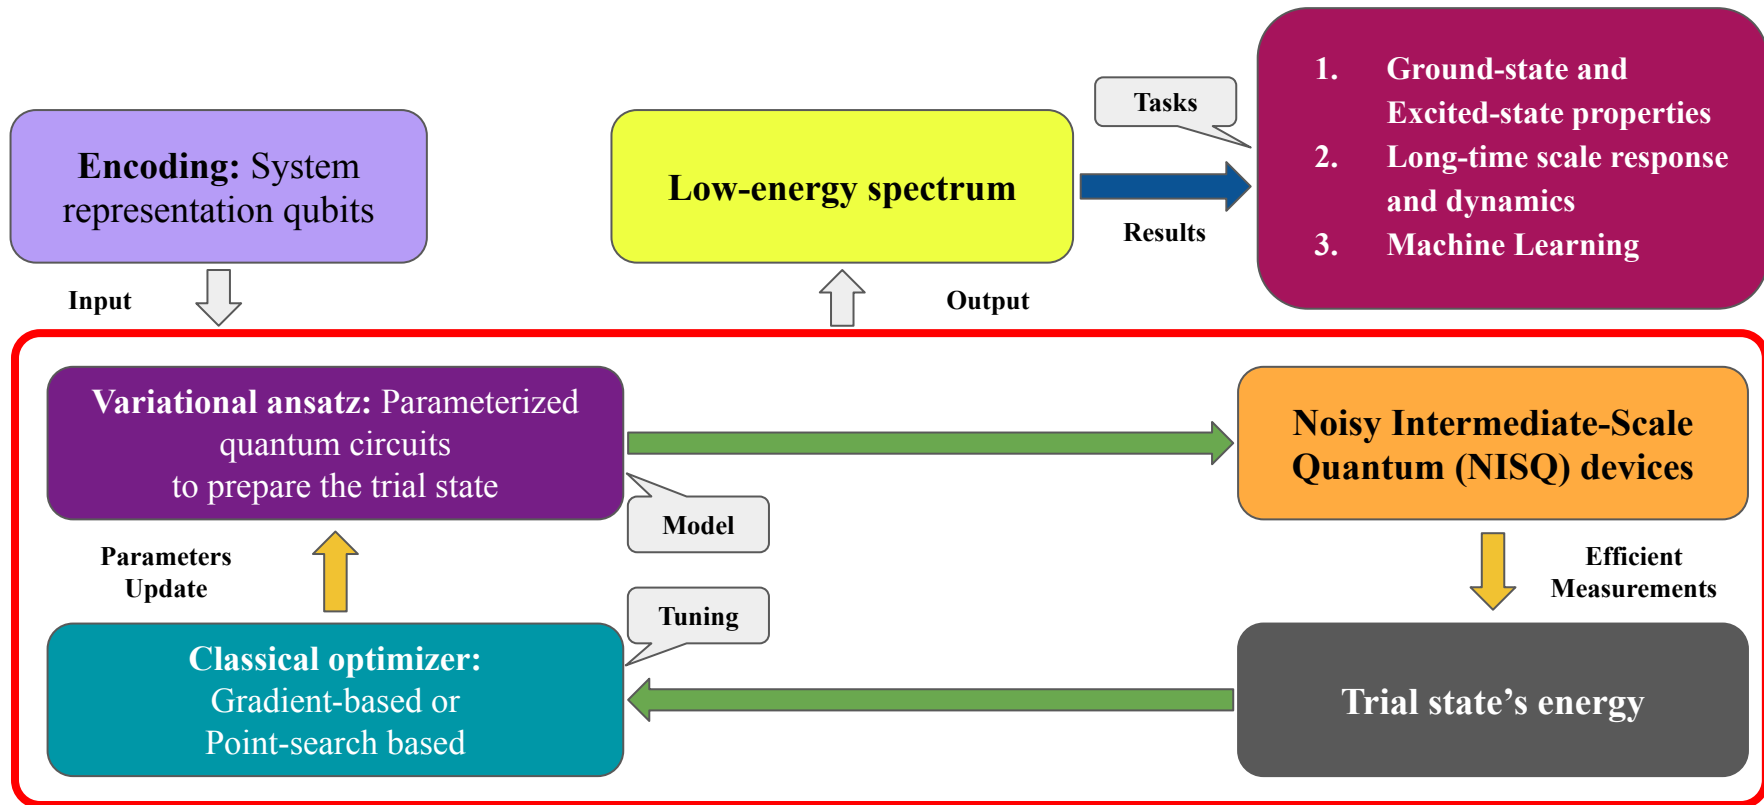 Encoding: System
representation qubits
Low-energy spectrum
Tasks
Results
1. Ground-state and
Excited-state properties
2. Long-time scale response
and dynamics
3. Machine Learning
Input
Output
Variational ansatz: Parameterized
quantum circuits
to prepare the trial state
Model
Noisy Intermediate-Scale
Quantum (NISQ) devices
Parameters
Update
Efficient
Measurements
Tuning
Classical optimizer:
Gradient-based or
Point-search based
Trial state’s energy